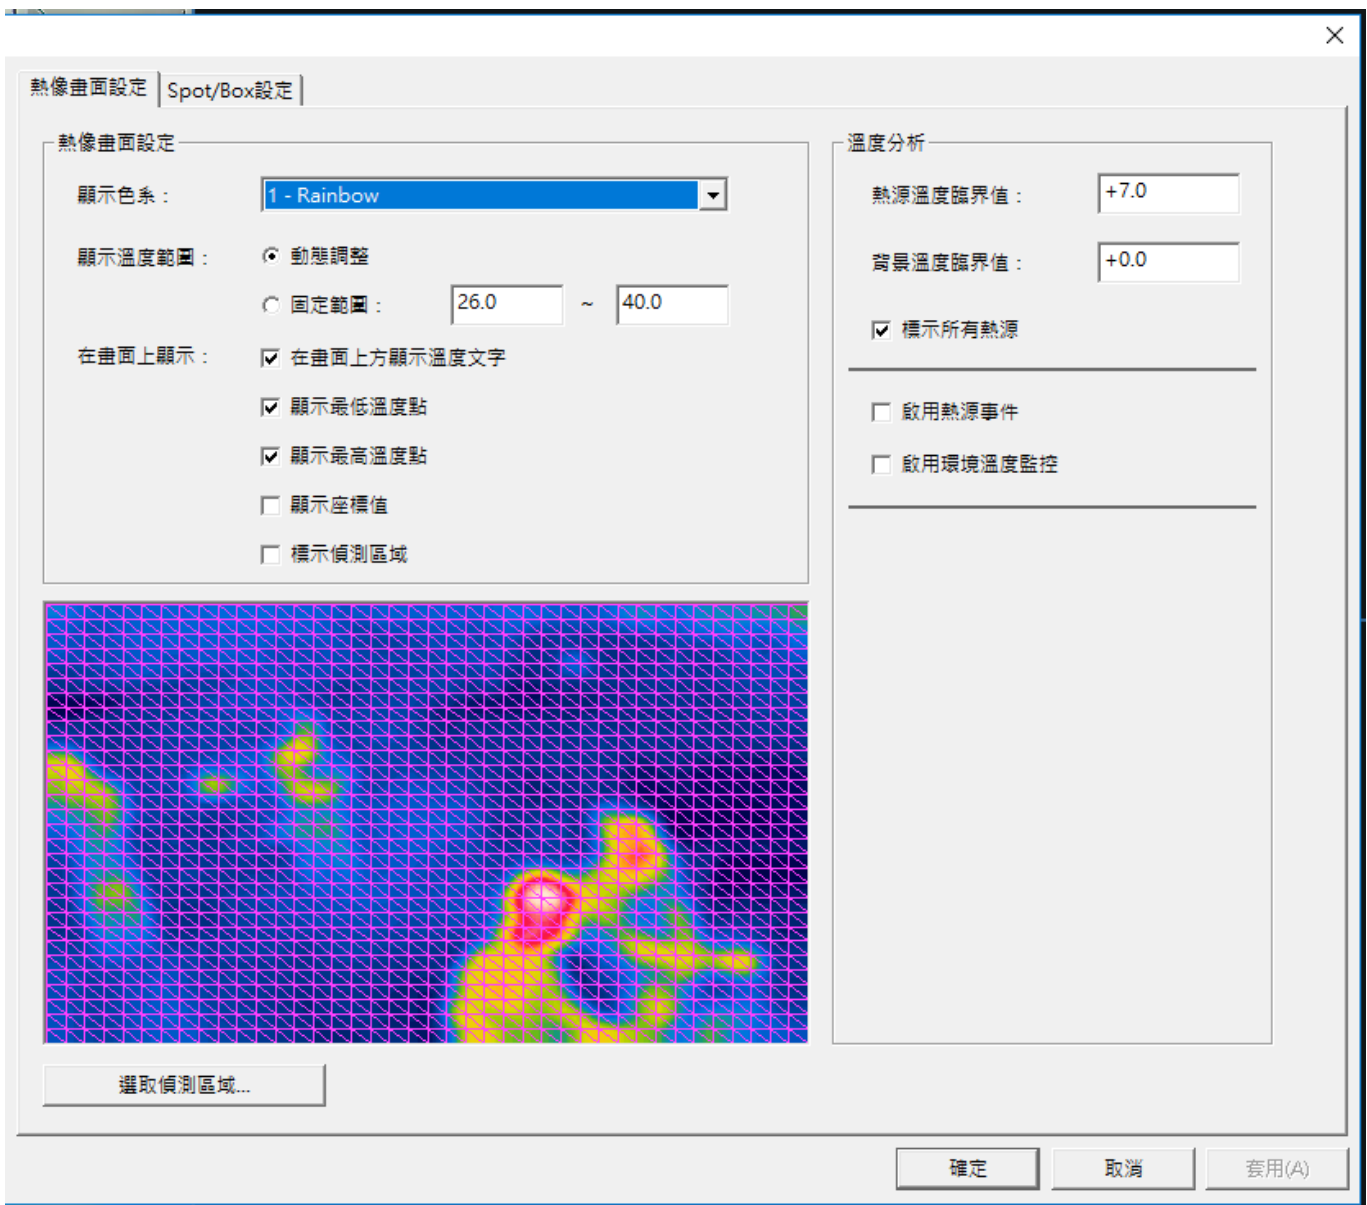 熱像畫面設定
Spot/Box設定
熱像畫面設定
顯示色系：
1 - Rainbow
顯示溫度範圍：
動態調整
固定範圍：
26.0
~
40.0
在畫面上顯示：
在畫面上方顯示溫度文字
顯示最低溫度點
顯示最高溫度點
顯示座標值
標示偵測區域
選取偵測區域...
溫度分析
熱源溫度臨界值：
+7.0
背景溫度臨界值：
+0.0
標示所有熱源
啟用熱源事件
啟用環境溫度監控
確定
取消
套用(A)